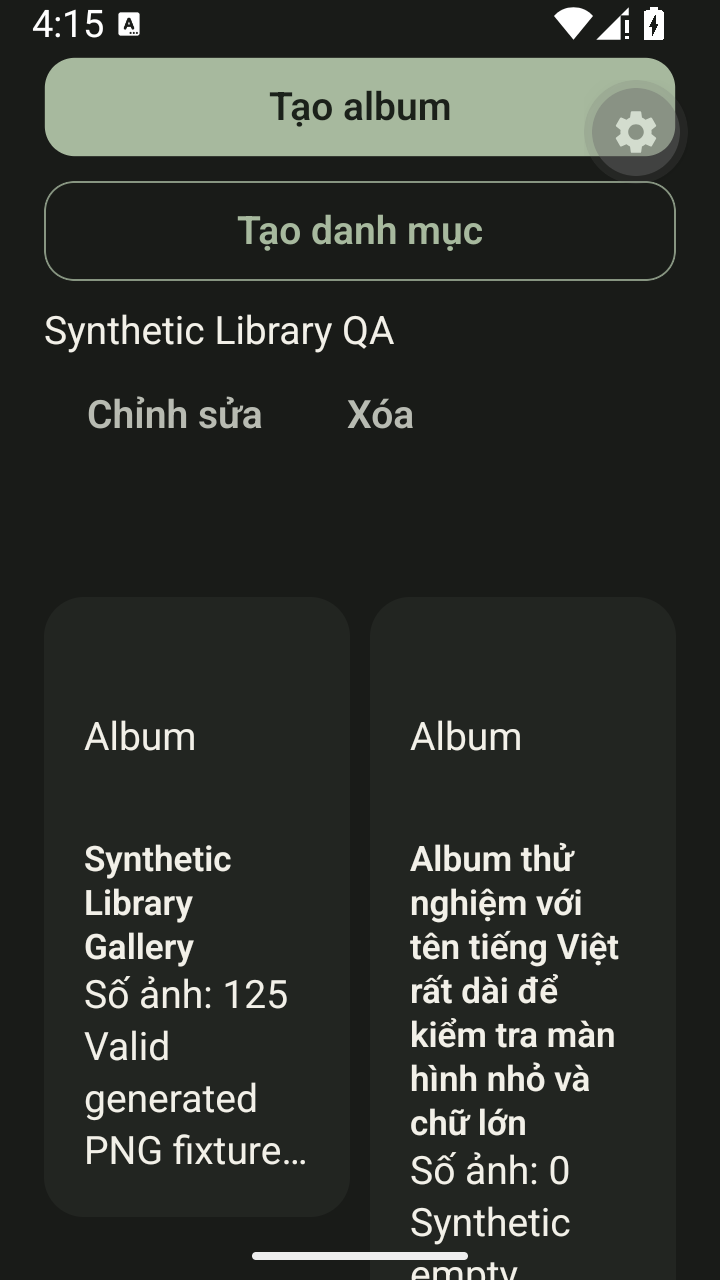 4:15
A
Tạo album
Tạo danh mục
Synthetic Library QA
Chỉnh sửa
Xóa
Album
Synthetic
Library
Gallery
Số ảnh: 125
Valid
generated
PNG fixture…
Album
Album thử
nghiệm với
tên tiếng Việt
rất dài để
kiểm tra màn
hình nhỏ và
chữ lớn
Số ảnh: 0
Synthetic
empty